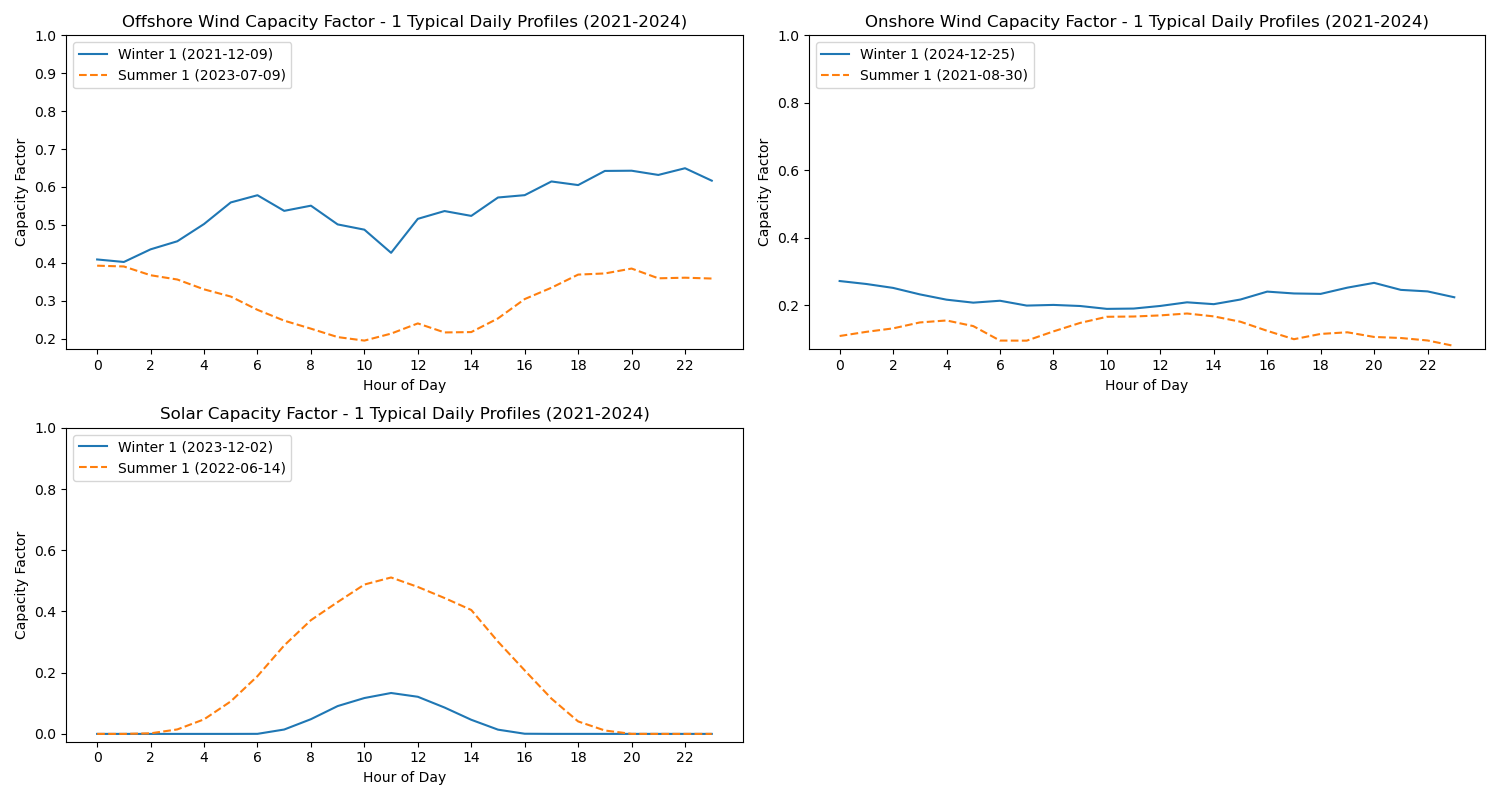 Offshore Wind Capacity Factor - 1 Typical Daily Profiles (2021-2024)
1.0
0.9
0.8
0.7
0.6
0.5
0.4
0.3
0.2
Capacity Factor
Winter 1 (2021-12-09)
Summer 1 (2023-07-09)
0 2 4 6 8 10 12 14 16 18 20 22
Hour of Day
Onshore Wind Capacity Factor - 1 Typical Daily Profiles (2021-2024)
1.0
0.8
0.6
0.4
0.2
Capacity Factor
Winter 1 (2024-12-25)
Summer 1 (2021-08-30)
0 2 4 6 8 10 12 14 16 18 20 22
Hour of Day
Solar Capacity Factor - 1 Typical Daily Profiles (2021-2024)
1.0
0.8
0.6
0.4
0.2
0.0
Capacity Factor
Winter 1 (2023-12-02)
Summer 1 (2022-06-14)
0 2 4 6 8 10 12 14 16 18 20 22
Hour of Day